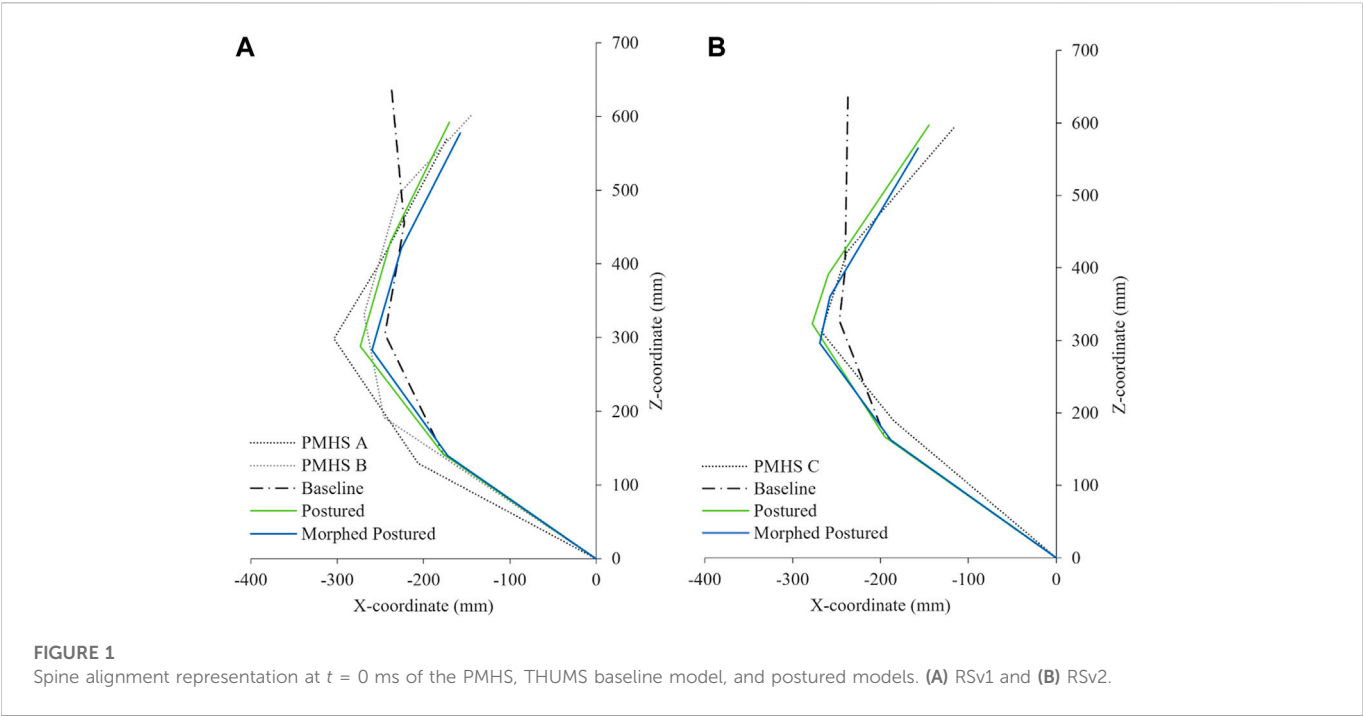 A
700
600
500
400
300
200
100
0
Z-coordinate (mm)
PMHS A
PMHS B
Baseline
Postured
Morphed Postured
-400 -300 -200 -100 0
X-coordinate (mm)
B
700
600
500
400
300
200
100
0
Z-coordinate (mm)
PMHS C
Baseline
Postured
Morphed Postured
-400 -300 -200 -100 0
X-coordinate (mm)
FIGURE 1
Spine alignment representation at t = 0 ms of the PMHS, THUMS baseline model, and postured models. (A) RSv1 and (B) RSv2.